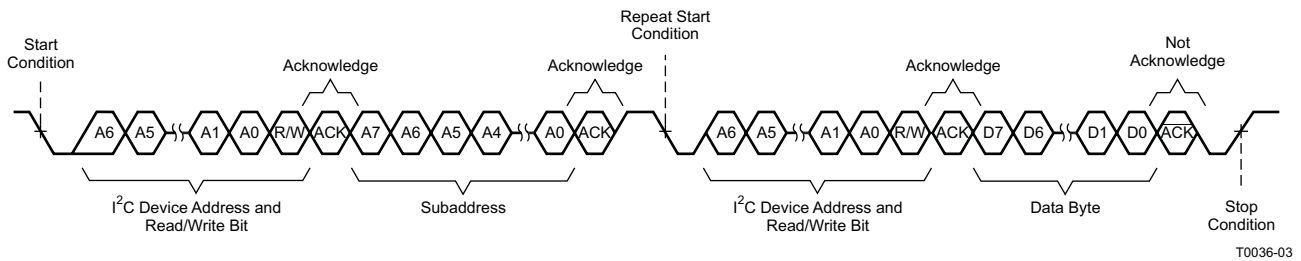 Start
Condition
Acknowledge
Acknowledge
Repeat Start
Condition
Acknowledge
Not
Acknowledge
A6 A5 A1 A0 R/W ACK A7 A6 A5 A4 A0 ACK A6 A5 A1 A0 R/W ACK D7 D6 D1 D0 ACK
I2C Device Address and
Read/Write Bit
Subaddress
I2C Device Address and
Read/Write Bit
Data Byte
Stop
Condition
T0036-03